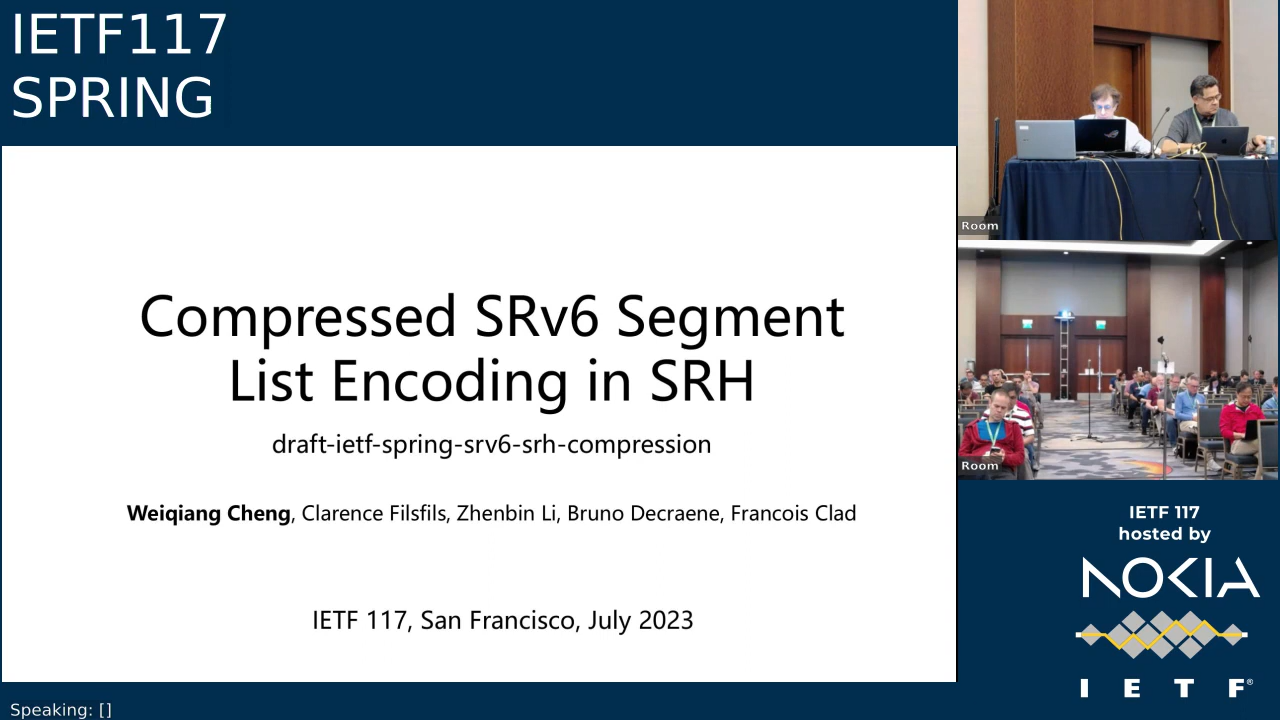 IETF117
SPRING
Compressed SRv6 Segment
List Encoding in SRH
draft-ietf-spring-srv6-srh-compression
Weiqiang Cheng, Clarence Filsfils, Zhenbin Li, Bruno Decraene, Francois Clad
IETF 117, San Francisco, July 2023
Room
Room
IETF 117
hosted by
NOKIA
I E T F®
Speaking: []